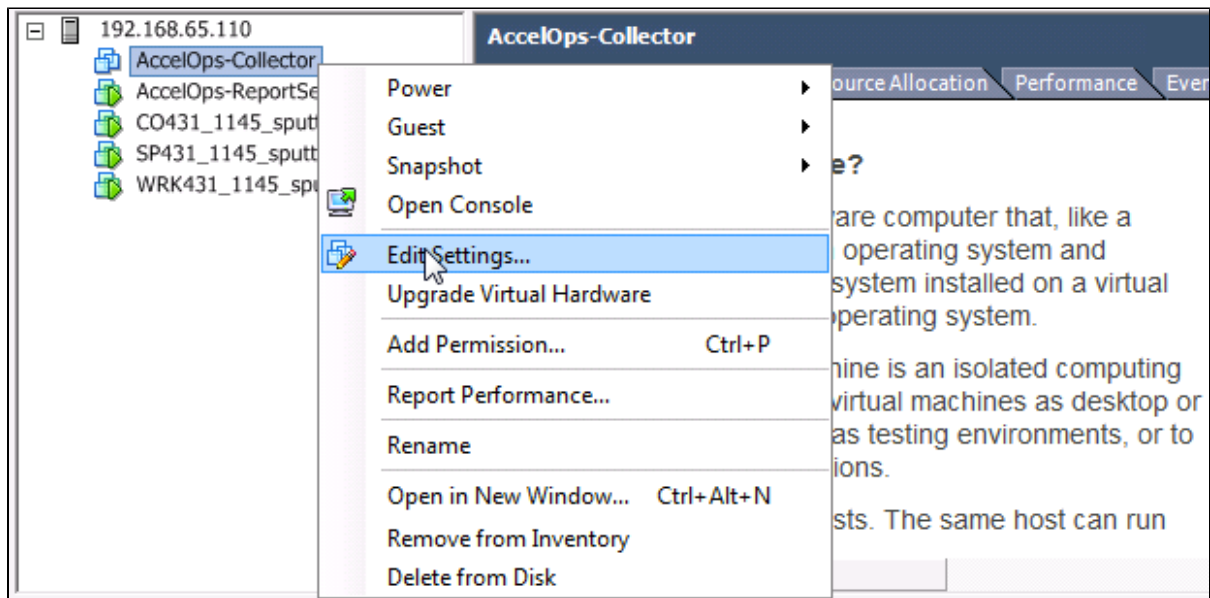 192.168.65.110
AccelOps-Collector
AccelOps-ReportSe
CO431_1145_sputt
SP431_1145_sputt
WRK431_1145_spu
AccelOps-Collector
ource Allocation Performance Ever
Power
Guest
Snapshot
Open Console
Edit Settings...
Upgrade Virtual Hardware
Add Permission... Ctrl+P
Report Performance...
Rename
Open in New Window... Ctrl+Alt+N
Remove from Inventory
Delete from Disk
e?
are computer that, like a
operating system and
system installed on a virtual
operating system.
hine is an isolated computing
virtual machines as desktop or
as testing environments, or to
ions.
sts. The same host can run